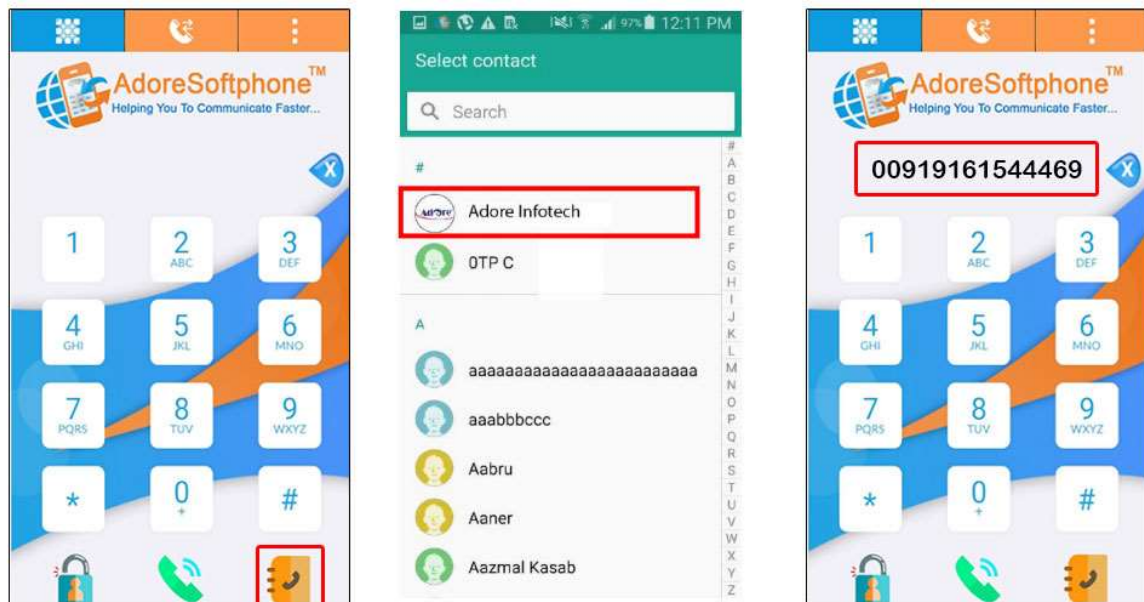 AdoreSoftphone™
Helping You To Communicate Faster...
X
1
2
ABC
3
DEF
4
GHI
5
JKL
6
MNO
7
PQRS
8
TUV
9
WXYZ
*
0
+
#
97% 12:11 PM
Select contact
Search
#
Adore Adore Infotech
0TP C
A
aaaaaaaaaaaaaaaaaaaaaaaaa
aaabbbccc
Aabru
Aaner
Aazmal Kasab
#
A
B
C
D
E
F
G
H
I
J
K
L
M
N
O
P
Q
R
S
T
U
V
W
X
Y
Z
AdoreSoftphone™
Helping You To Communicate Faster...
00919161544469
X
1
2
ABC
3
DEF
4
GHI
5
JKL
6
MNO
7
PQRS
8
TUV
9
WXYZ
*
0
+
#